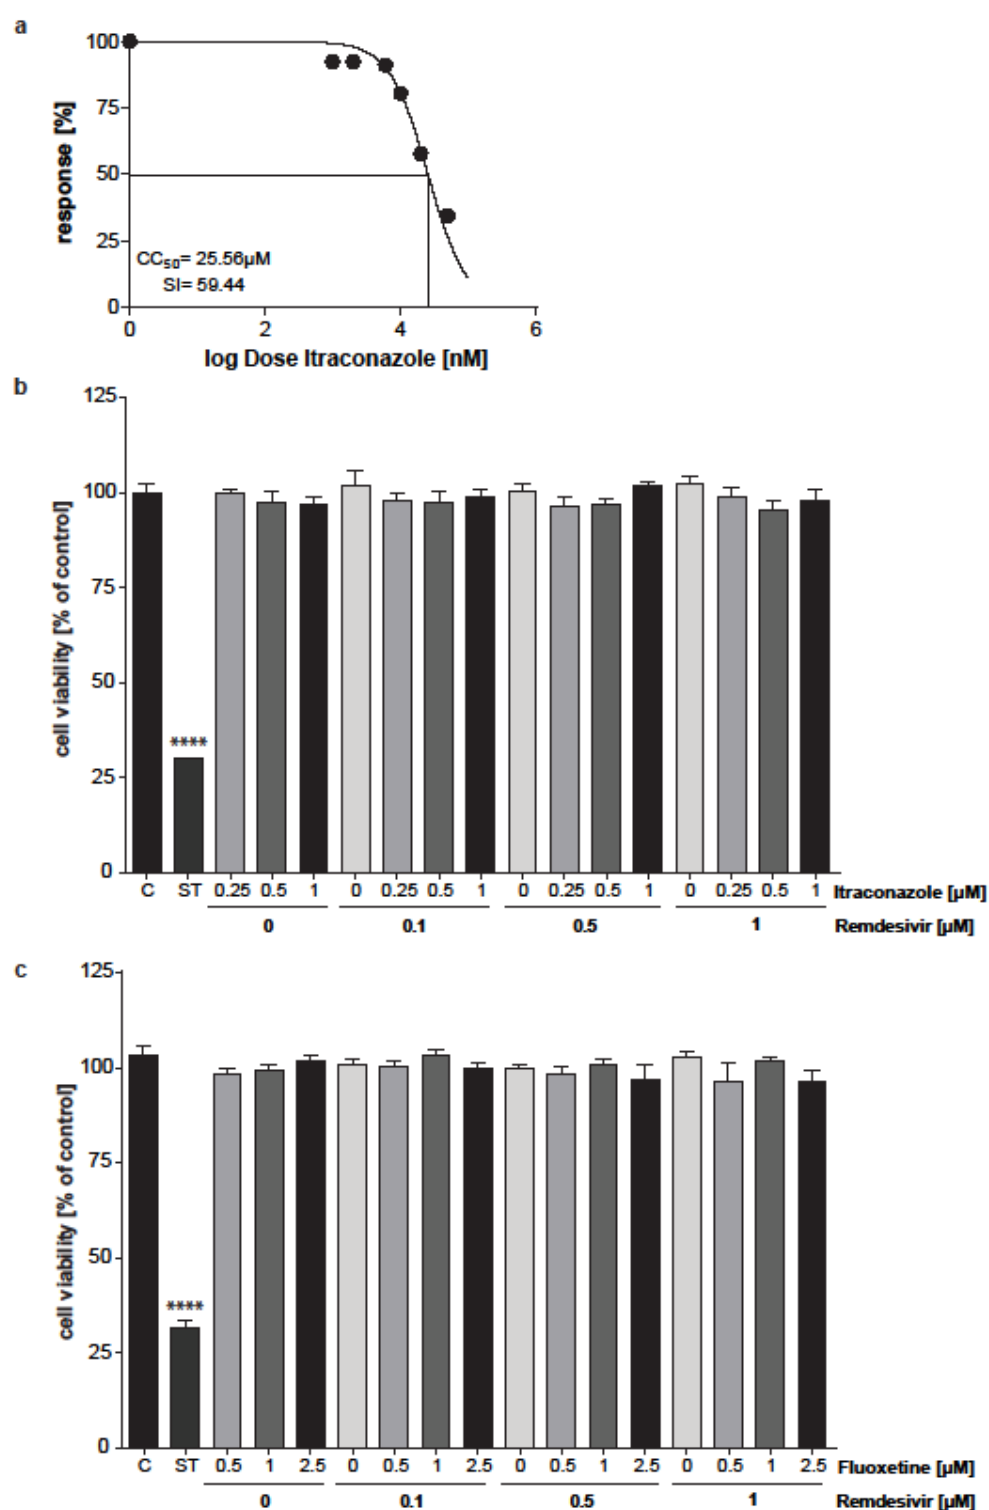 a
100
75
50
25
0
response [%]
CC50= 25.56µM
SI= 59.44
0 2 4 6
log Dose Itraconazole [nM]
b
125
100
75
50
25
0
cell viability [% of control]
****
C ST 0.25 0.5 1 0 0.25 0.5 1 0 0.25 0.5 1 0 0.25 0.5 1 Itraconazole [µM]
0 0.1 0.5 1 Remdesivir [µM]
c
125
100
75
50
25
0
cell viability [% of control]
****
C ST 0.5 1 2.5 0 0.5 1 2.5 0 0.5 1 2.5 0 0.5 1 2.5 Fluoxetine [µM]
0 0.1 0.5 1 Remdesivir [µM]